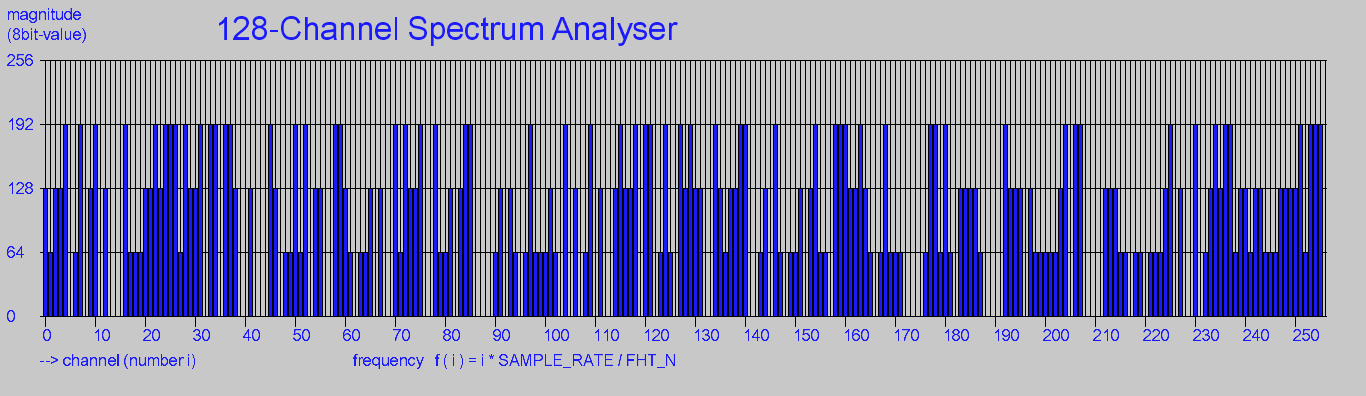 magnitude
(8bit-value)
128-Channel Spectrum Analyser
256
192
128
64
0
0 10 20 30 40 50 60 70 80 90 100 110 120 130 140 150 160 170 180 190 200 210 220 230 240 250
--> channel (number i)
frequency f ( i ) = i * SAMPLE_RATE / FHT_N